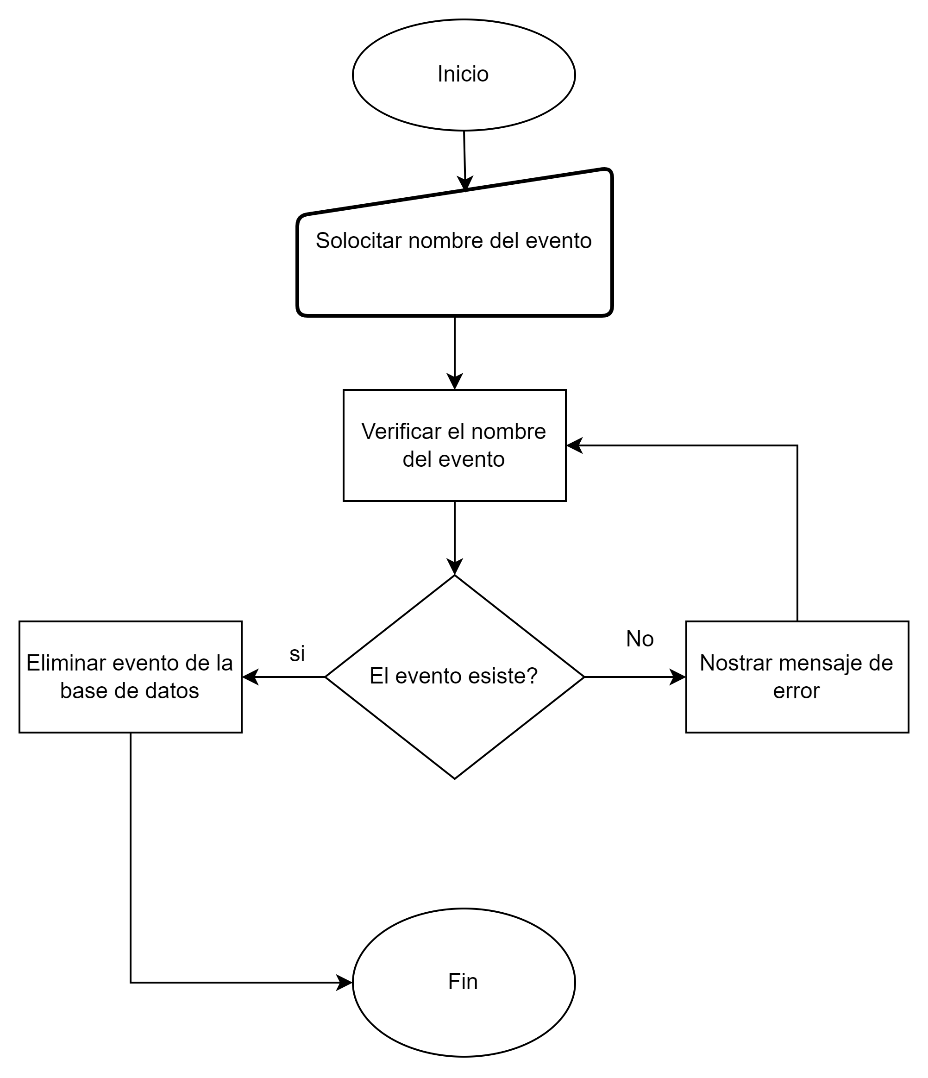 Inicio
Solocitar nombre del evento
Verificar el nombre
del evento
si
El evento esiste?
No
Eliminar evento de la
base de datos
Nostrar mensaje de
error
Fin